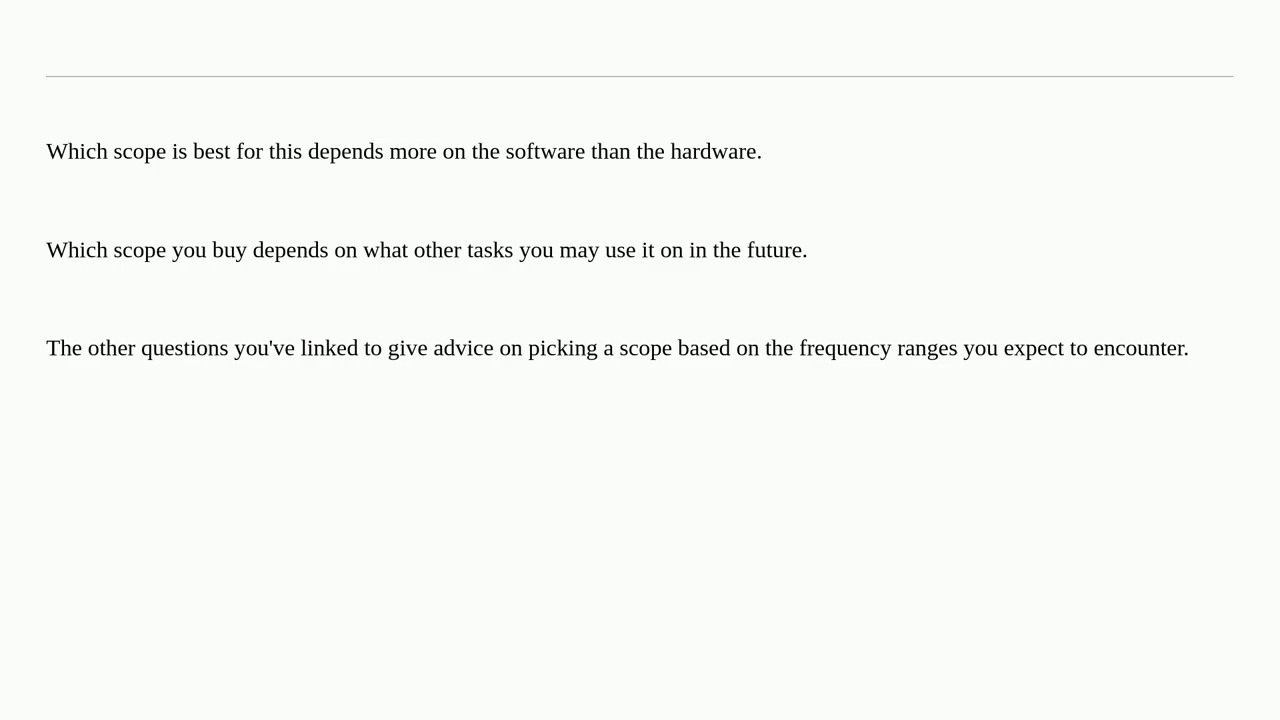 Which scope is best for this depends more on the software than the hardware.
Which scope you buy depends on what other tasks you may use it on in the future.
The other questions you've linked to give advice on picking a scope based on the frequency ranges you expect to encounter.